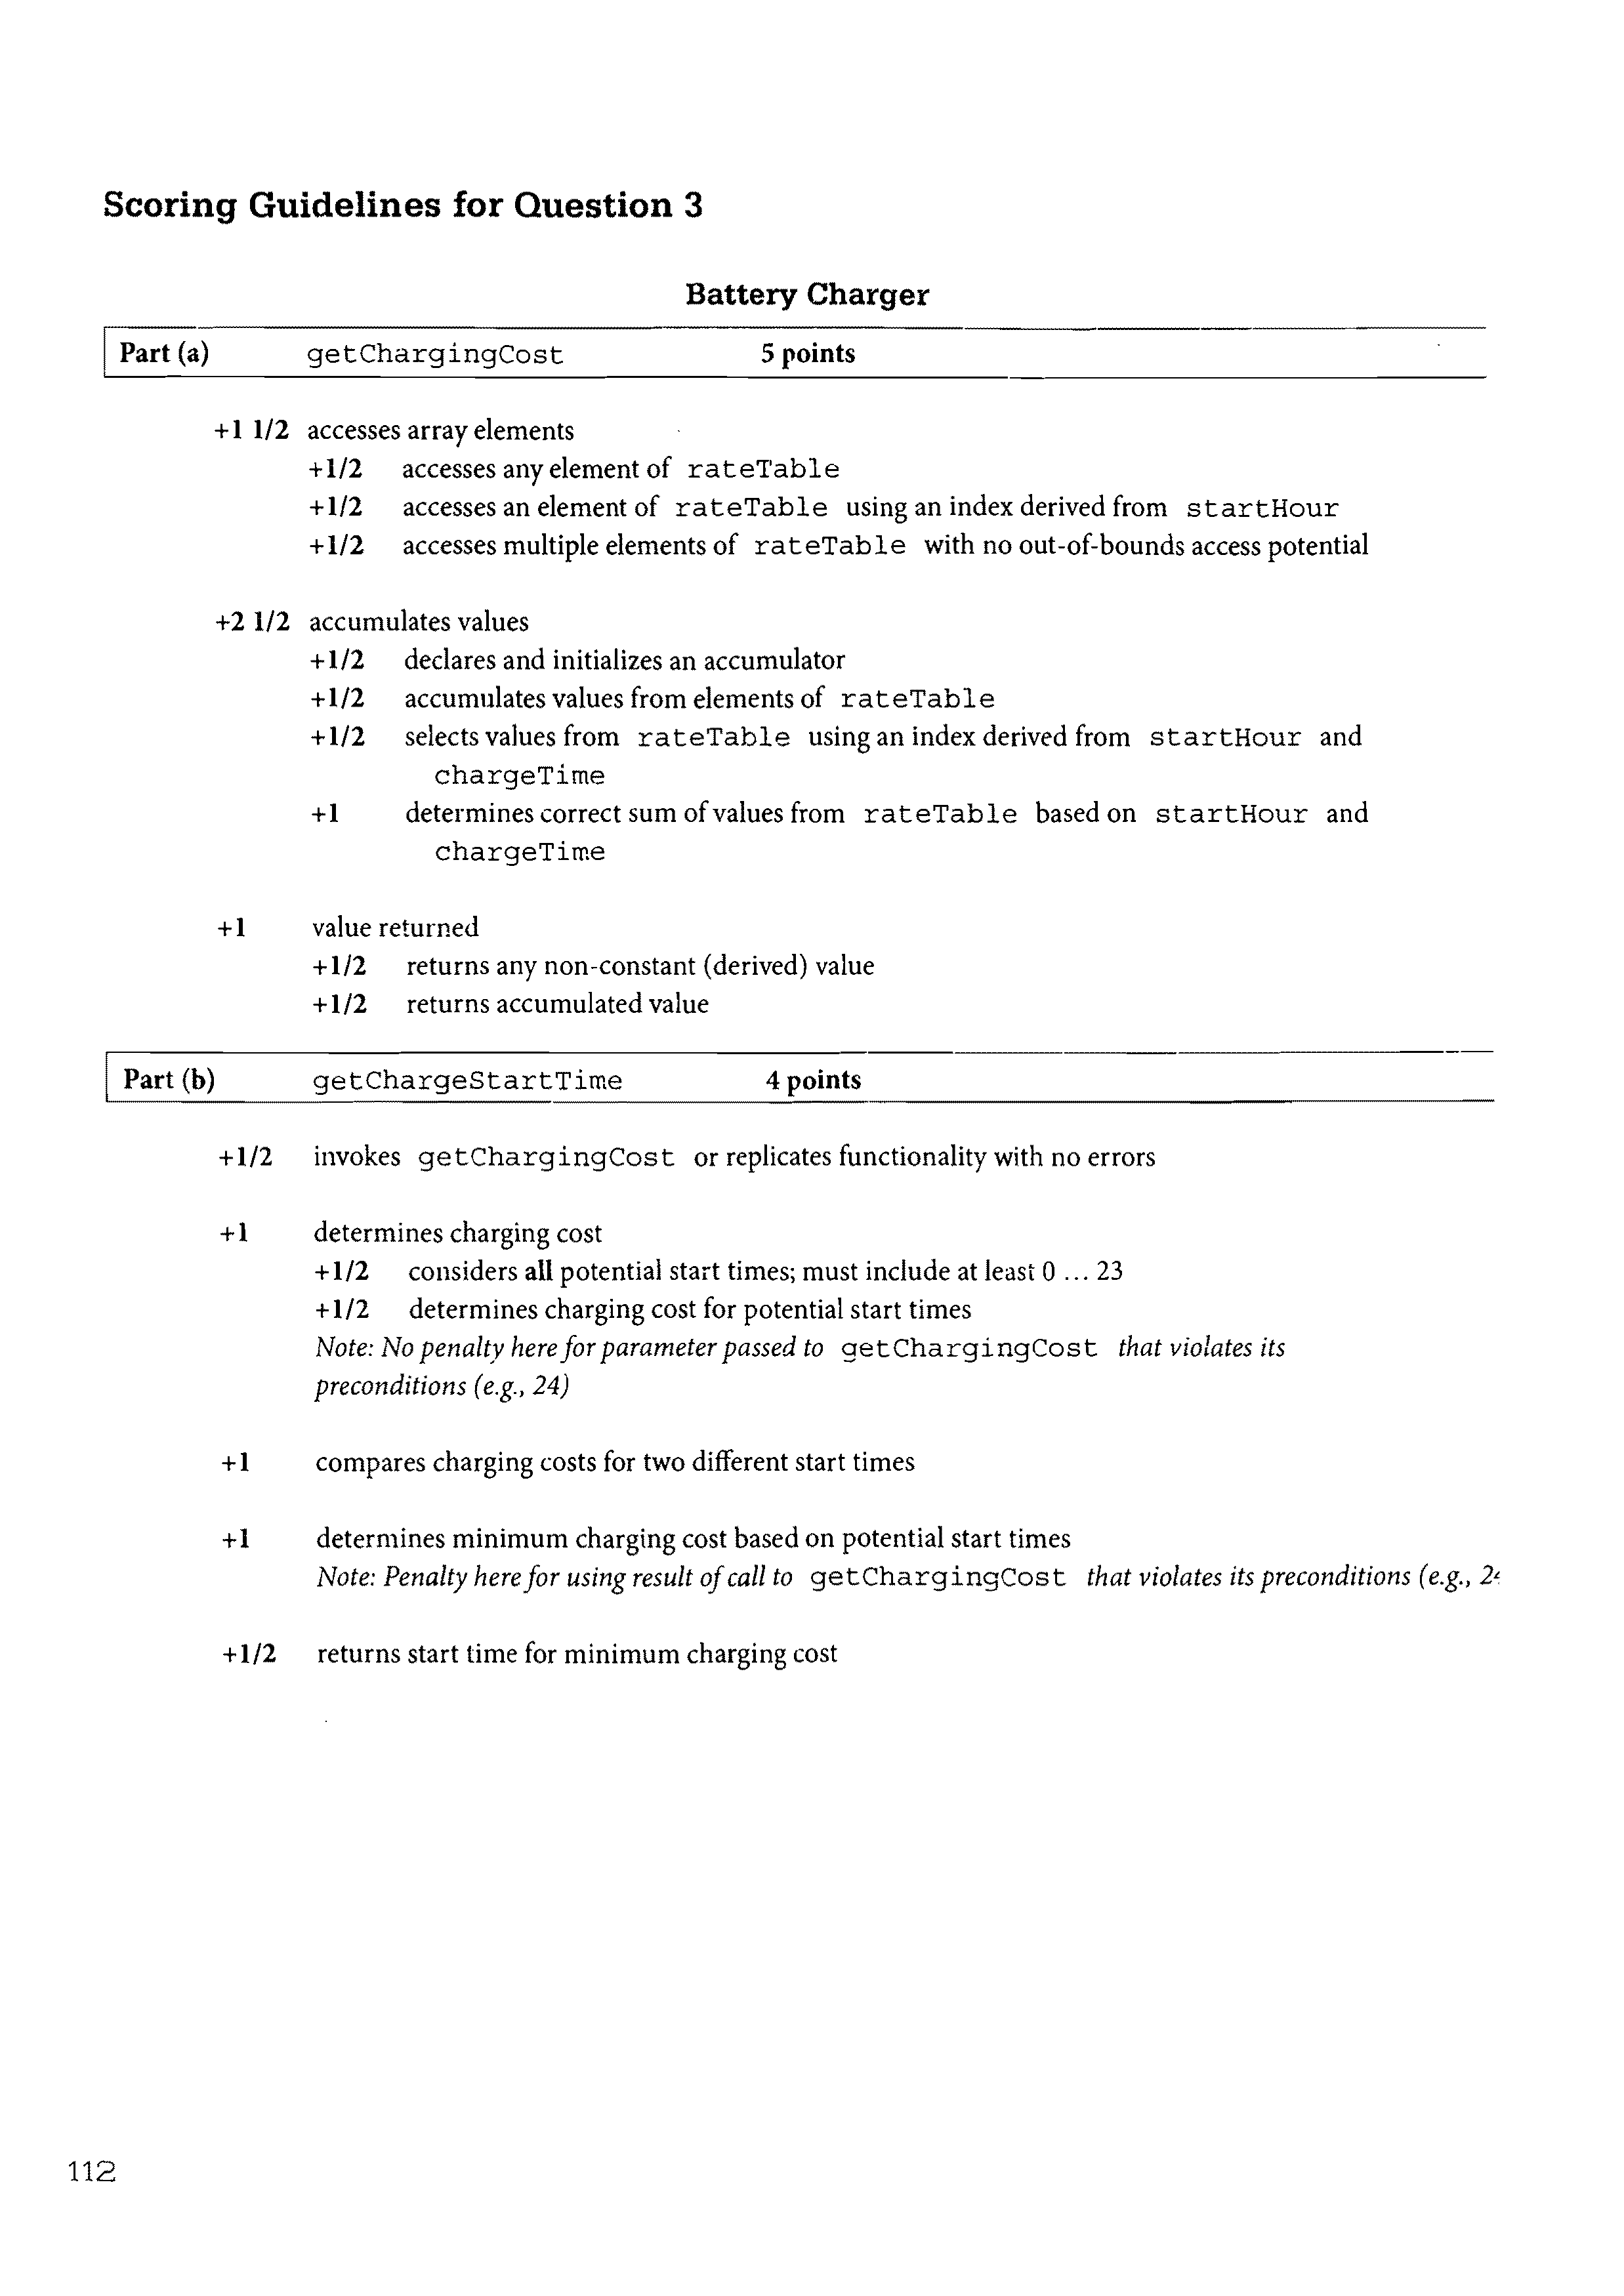 Scoring Guidelines for Question 3
Battery Charger
Part (a) getChargingCost 5 points
+1 1/2 accesses array elements
+1/2 accesses any element of rateTable
+1/2 accesses an element of rateTable using an index derived from startHour
+1/2 accesses multiple elements of rateTable with no out-of-bounds access potential
+2 1/2 accumulates values
+1/2 declares and initializes an accumulator
+1/2 accumulates values from elements of rateTable
+1/2 selects values from rateTable using an index derived from startHour and
chargeTime
+1 determines correct sum of values from rateTable based on startHour and
chargeTime
+1 value returned
+1/2 returns any non-constant (derived) value
+1/2 returns accumulated value
Part (b) getChargeStartTime 4 points
+1/2 invokes getChargingCost or replicates functionality with no errors
+1 determines charging cost
+1/2 considers all potential start times; must include at least 0 ... 23
+1/2 determines charging cost for potential start times
Note: No penalty here for parameter passed to getChargingCost that violates its
preconditions (e.g., 24)
+1 compares charging costs for two different start times
+1 determines minimum charging cost based on potential start times
Note: Penalty here for using result of call to getChargingCost that violates its preconditions (e.g., 2
+1/2 returns start time for minimum charging cost
112